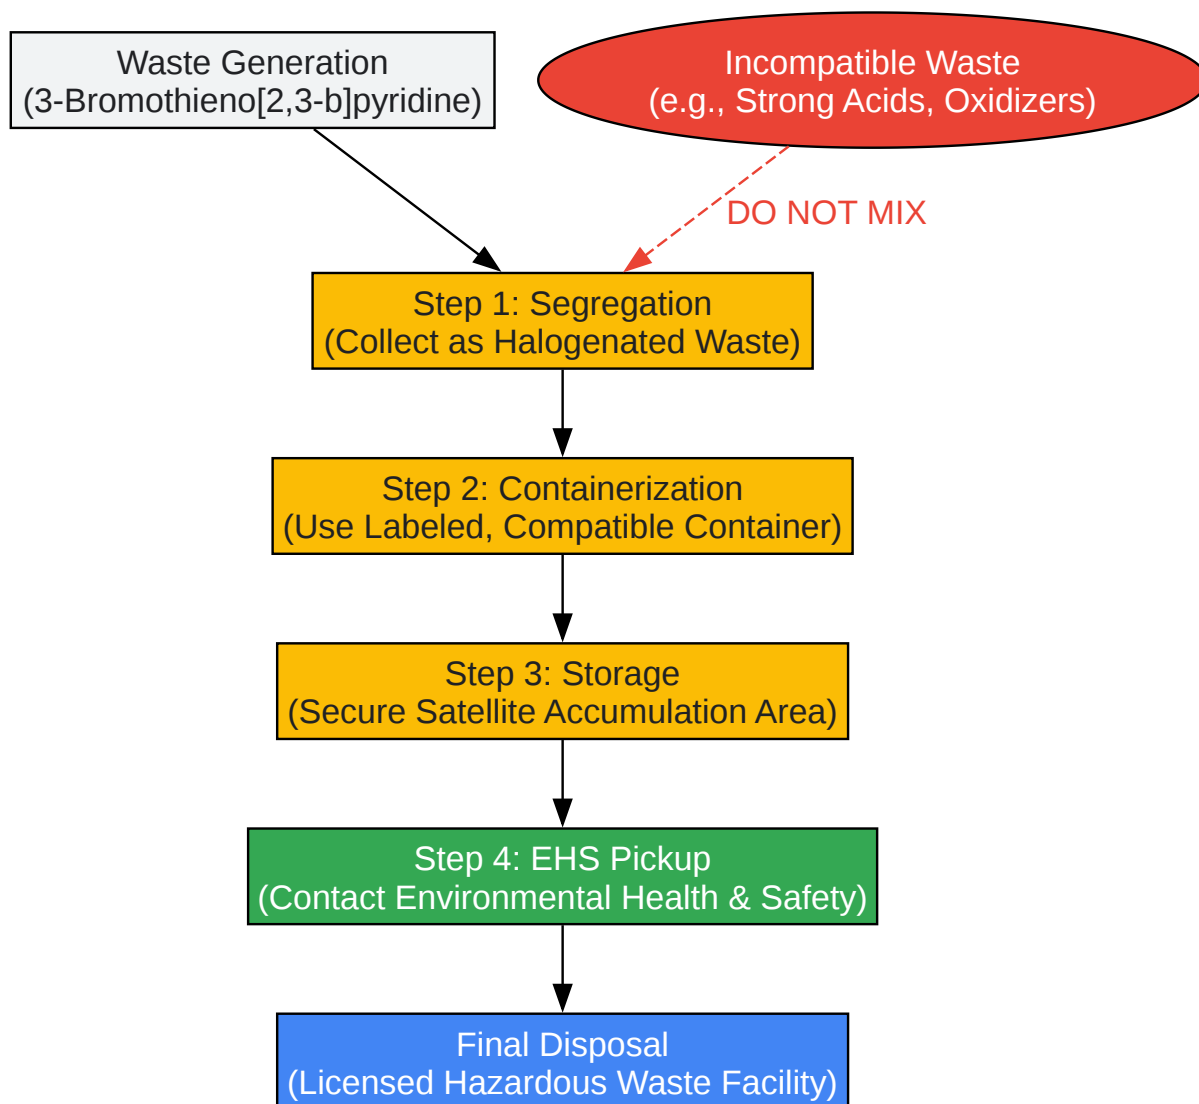 Waste Generation
(3-Bromothieno[2,3-b]pyridine)
Incompatible Waste
(e.g., Strong Acids, Oxidizers)
DO NOT MIX
Step 1: Segregation
(Collect as Halogenated Waste)
Step 2: Containerization
(Use Labeled, Compatible Container)
Step 3: Storage
(Secure Satellite Accumulation Area)
Step 4: EHS Pickup
(Contact Environmental Health & Safety)
Final Disposal
(Licensed Hazardous Waste Facility)